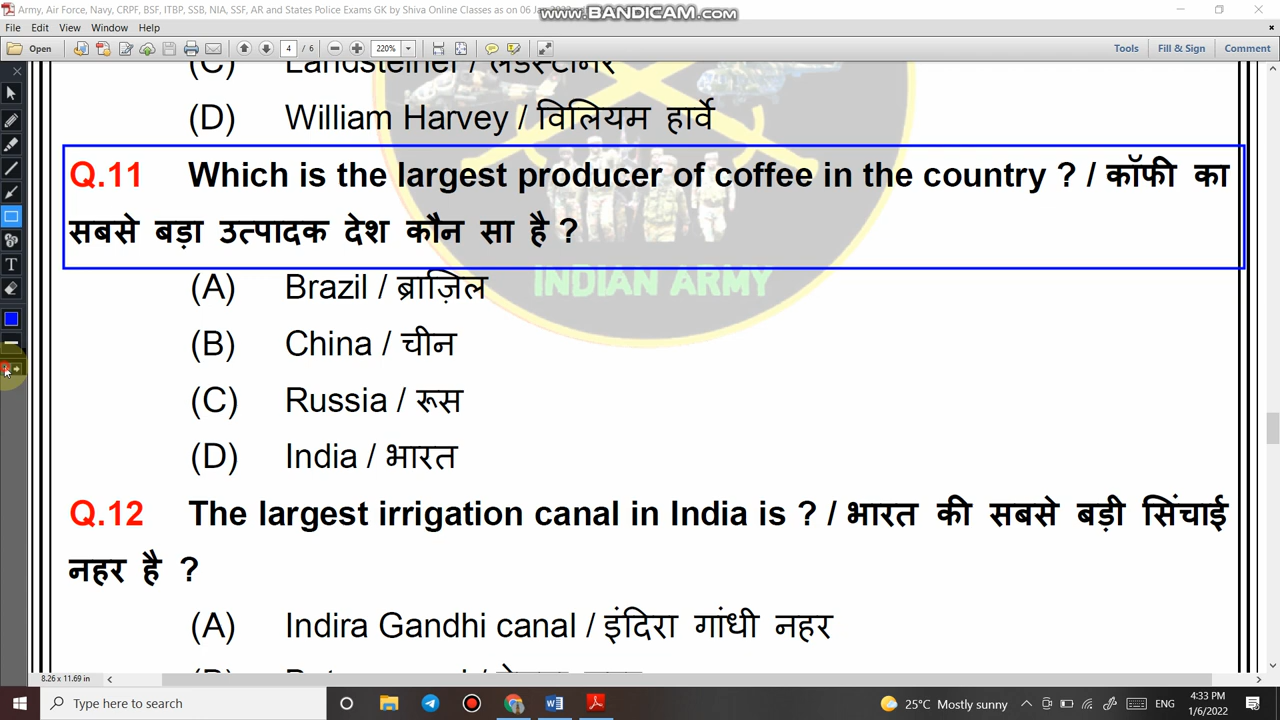 Army, Air Force, Navy, CRPF, BSF, ITBP, SSB, NIA, SSF, AR and States Police Exams GK by Shiva Online Classes as on 06
www.BANDICAM.com
File Edit View Window Help
Open 4 / 6 220% Tools Fill & Sign Comment
(C) Landsteiner / लैंडस्टीनर
(D) William Harvey / विलियम हार्वे
Q.11 Which is the largest producer of coffee in the country ? / कॉफी का
सबसे बड़ा उत्पादक देश कौन सा है ?
INDIAN ARMY
(A) Brazil / ब्राज़िल
(B) China / चीन
(C) Russia / रूस
(D) India / भारत
Q.12 The largest irrigation canal in India is ? / भारत की सबसे बड़ी सिंचाई
नहर है ?
(A) Indira Gandhi canal / इंदिरा गांधी नहर
8.26 x 11.69 in
Type here to search
25°C Mostly sunny
ENG
4:33 PM
1/6/2022